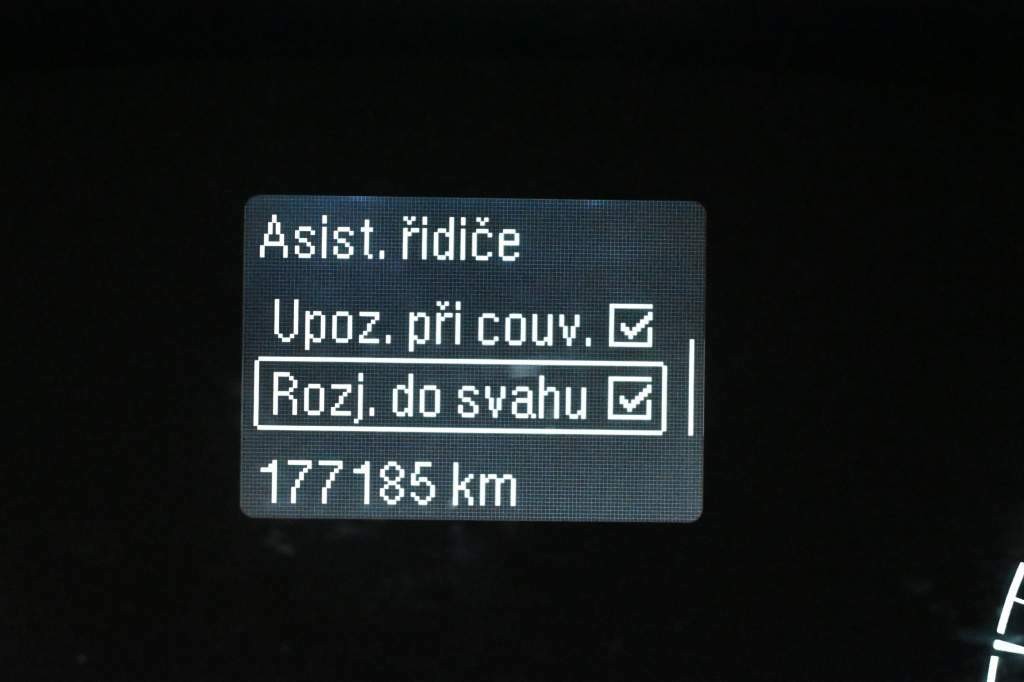 Asist. řidiče
Upoz. při couv.
Rozj. do svahu
177185 km